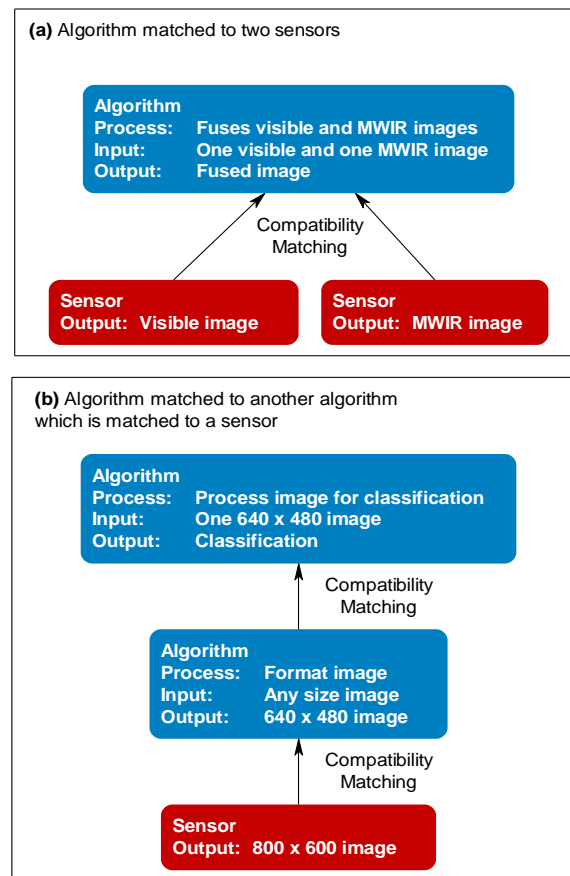 (a) Algorithm matched to two sensors
Algorithm
Process: Fuses visible and MWIR images
Input: One visible and one MWIR image
Output: Fused image
Compatibility
Matching
Sensor
Output: Visible image
Sensor
Output: MWIR image
(b) Algorithm matched to another algorithm
which is matched to a sensor
Algorithm
Process: Process image for classification
Input: One 640 x 480 image
Output: Classification
Compatibility
Matching
Algorithm
Process: Format image
Input: Any size image
Output: 640 x 480 image
Compatibility
Matching
Sensor
Output: 800 x 600 image